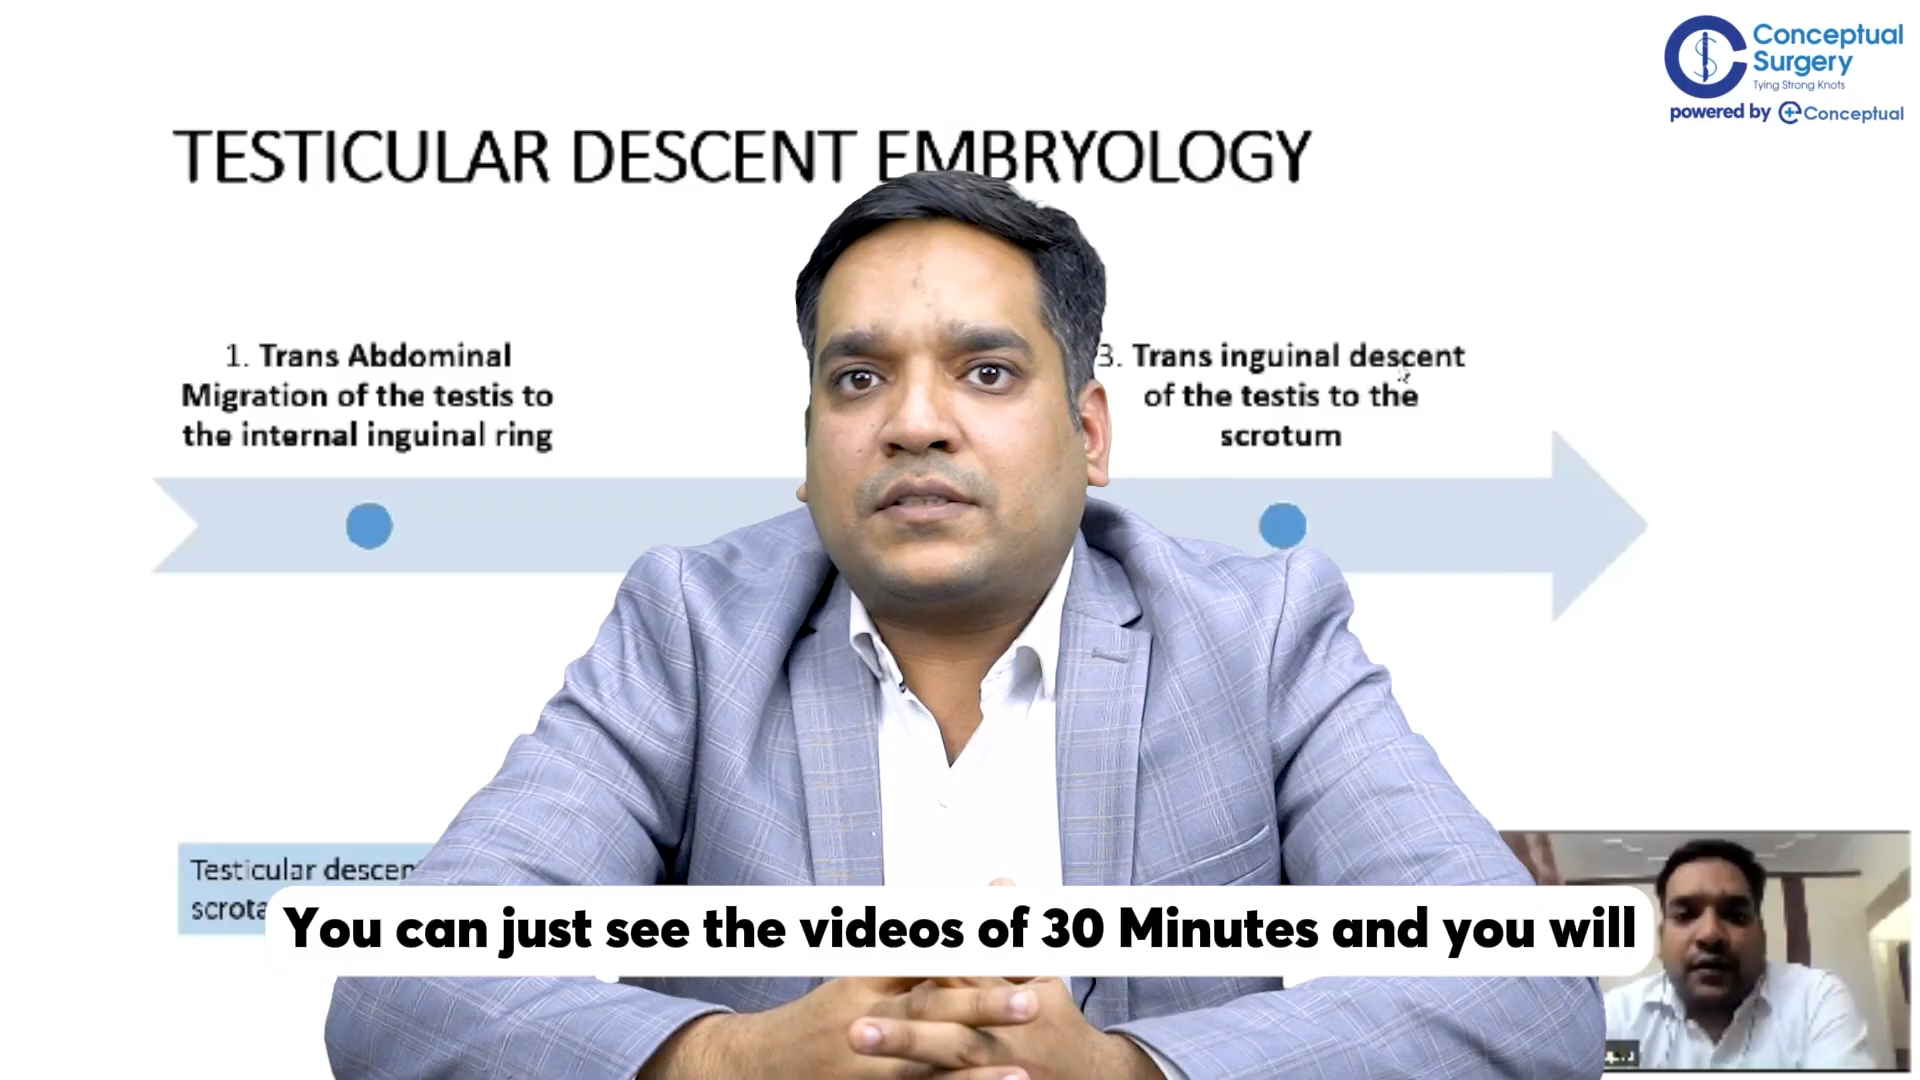 Conceptual
Surgery
Tying Strong Knots
powered by Conceptual
TESTICULAR DESCENT EMBRYOLOGY
1. Trans Abdominal
Migration of the testis to
the internal inguinal ring
3. Trans inguinal descent
of the testis to the
scrotum
Testicular descen
scrota
You can just see the videos of 30 Minutes and you will